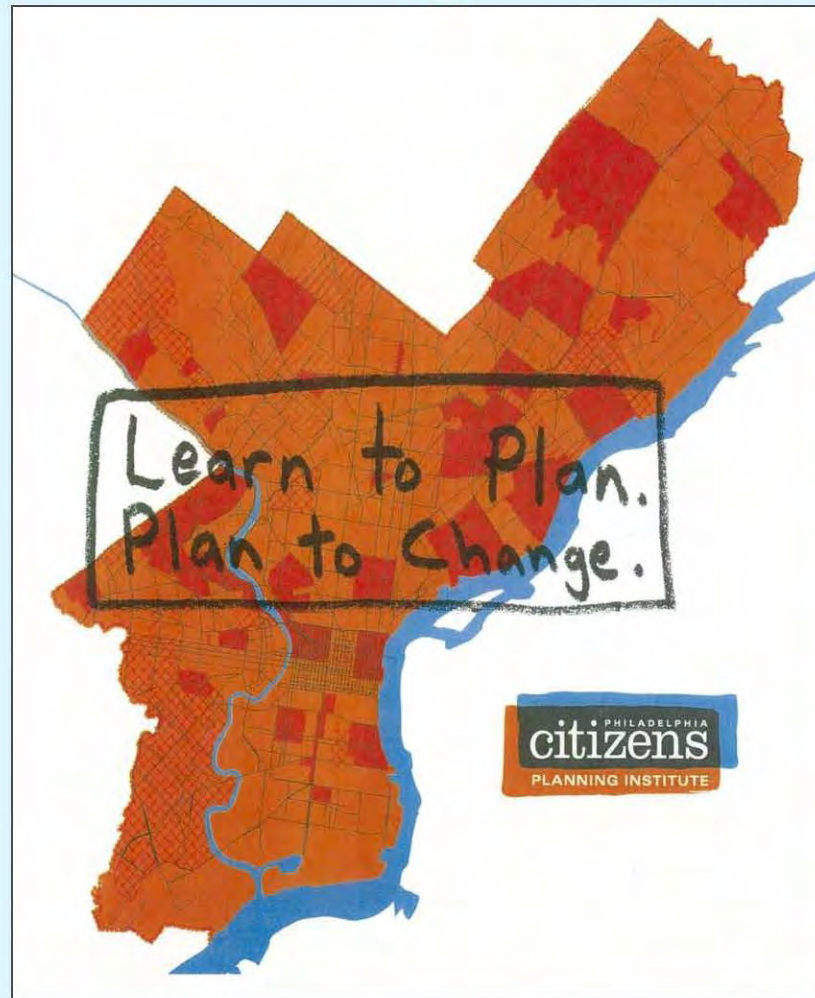 Learn to Plan.
Plan to Change.
PHILADELPHIA
citizens
PLANNING INSTITUTE